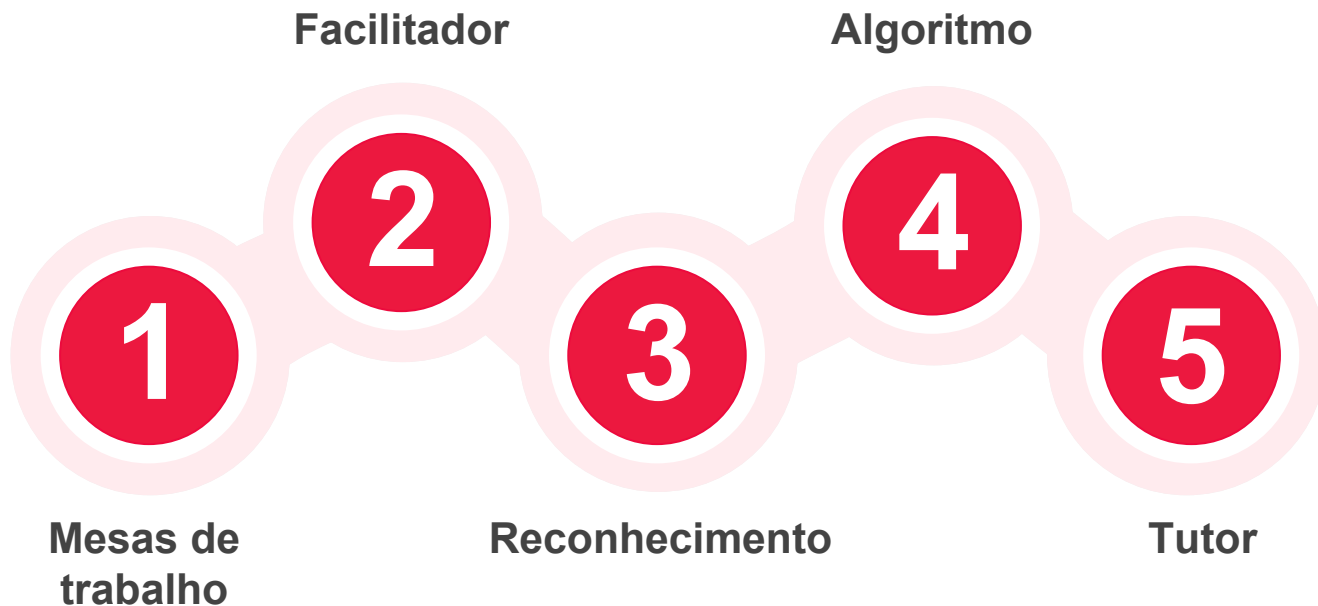 Facilitador
Algoritmo
2
4
1
3
5
Mesas de
trabalho
Reconhecimento
Tutor